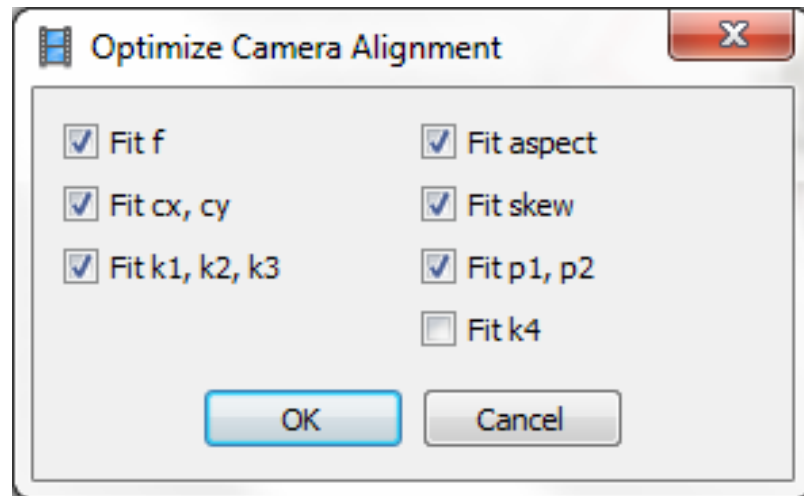 Optimize Camera Alignment
Fit f
Fit aspect
Fit cx, cy
Fit skew
Fit k1, k2, k3
Fit p1, p2
Fit k4
OK
Cancel